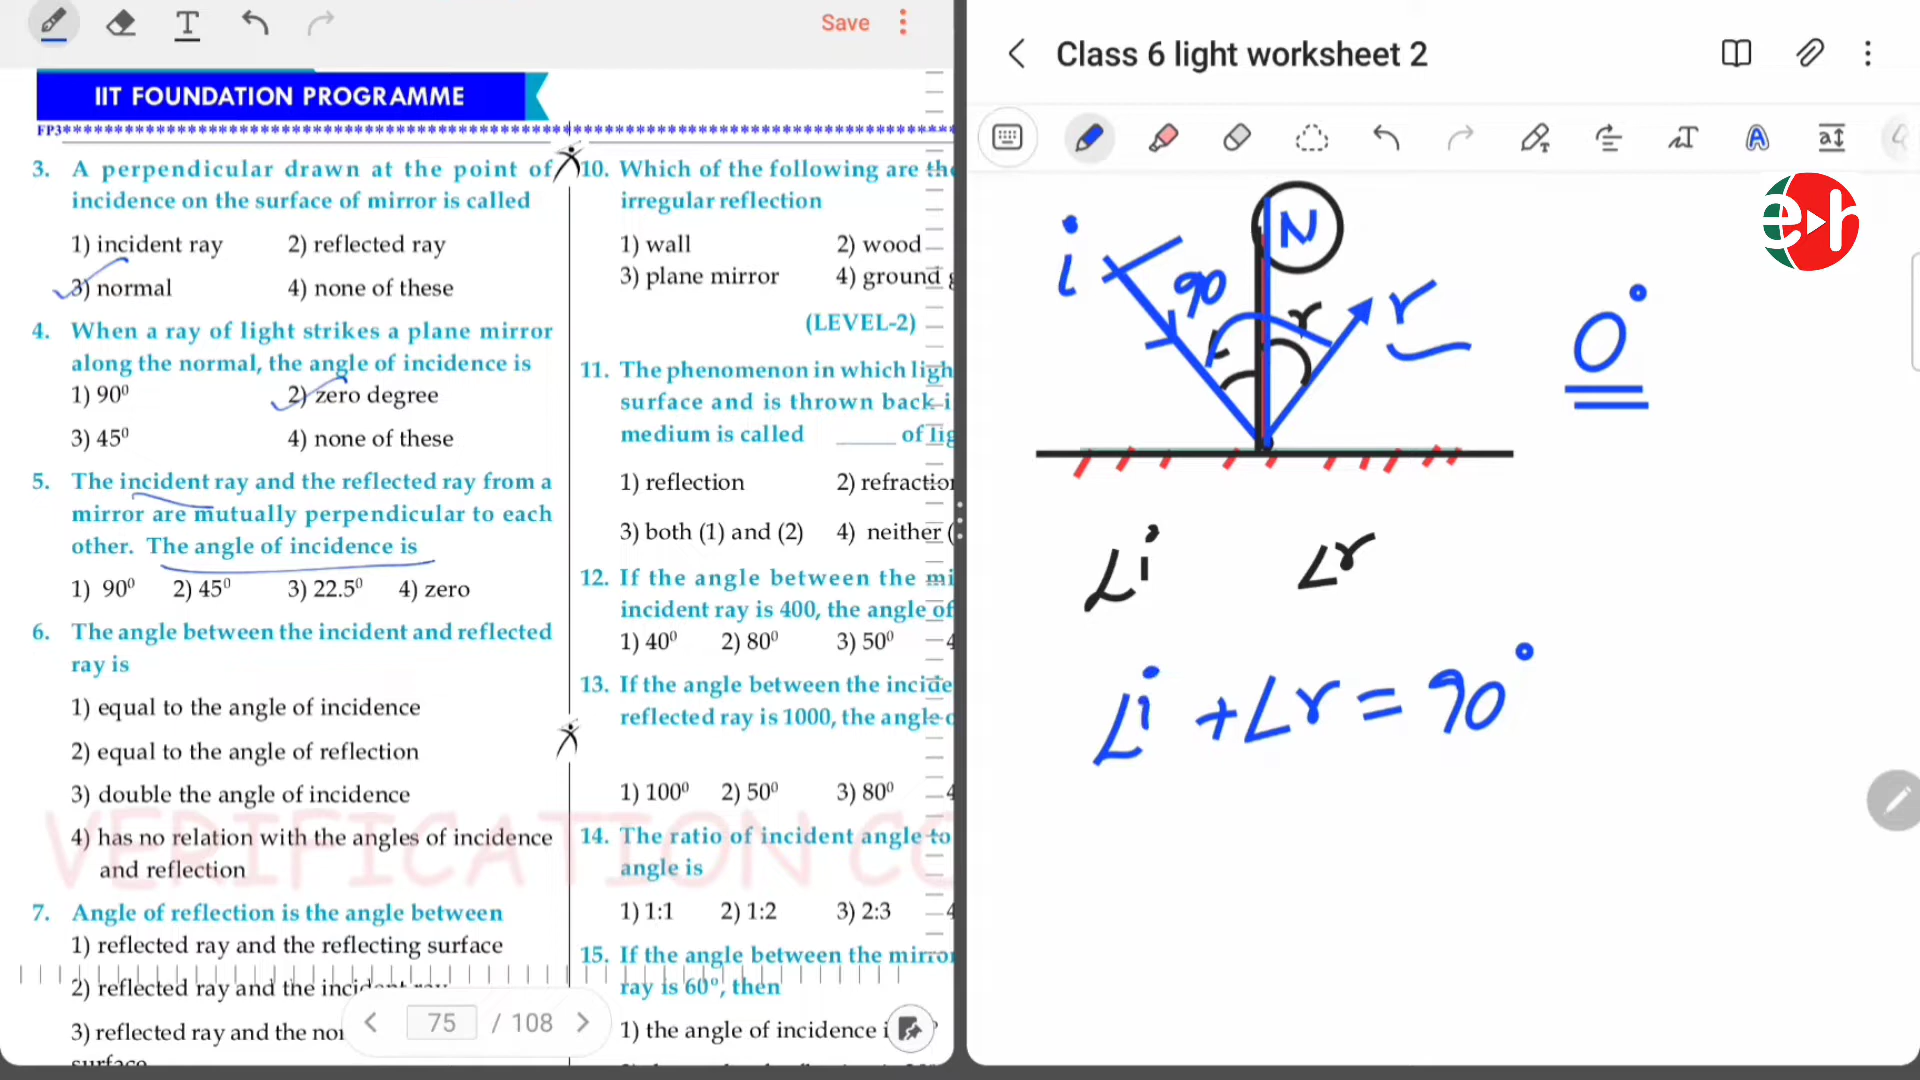 Save
IIT FOUNDATION PROGRAMME
FP3************************************************************
3. A perpendicular drawn at the point of
incidence on the surface of mirror is called
1) incident ray 2) reflected ray
3) normal 4) none of these
4. When a ray of light strikes a plane mirror
along the normal, the angle of incidence is
1) 90⁰ 2) zero degree
3) 45⁰ 4) none of these
5. The incident ray and the reflected ray from a
mirror are mutually perpendicular to each
other. The angle of incidence is
1) 90⁰ 2) 45⁰ 3) 22.5⁰ 4) zero
6. The angle between the incident and reflected
ray is
1) equal to the angle of incidence
2) equal to the angle of reflection
3) double the angle of incidence
4) has no relation with the angles of incidence
and reflection
7. Angle of reflection is the angle between
1) reflected ray and the reflecting surface
2) reflected ray and the
3) reflected ray and the
surface
75 / 108
10. Which of the following are the
irregular reflection
1) wall 2) wood
3) plane mirror 4) ground
(LEVEL-2)
11. The phenomenon in which ligh
surface and is thrown back i
medium is called _____ of lig
1) reflection 2) refractio
3) both (1) and (2) 4) neither (
12. If the angle between the mi
incident ray is 400, the angle of
1) 40⁰ 2) 80⁰ 3) 50⁰ 4
13. If the angle between the incide
reflected ray is 1000, the angle
1) 100⁰ 2) 50⁰ 3) 80⁰ 4
14. The ratio of incident angle to
angle is
1) 1:1 2) 1:2 3) 2:3 4
15. If the angle between the mirror
ray is 60⁰, then
1) the angle of incidence
VERIFICATION CO
Class 6 light worksheet 2
eh
N
i
90
r
r
i
0°
∠i ∠r
∠i + ∠r = 90°